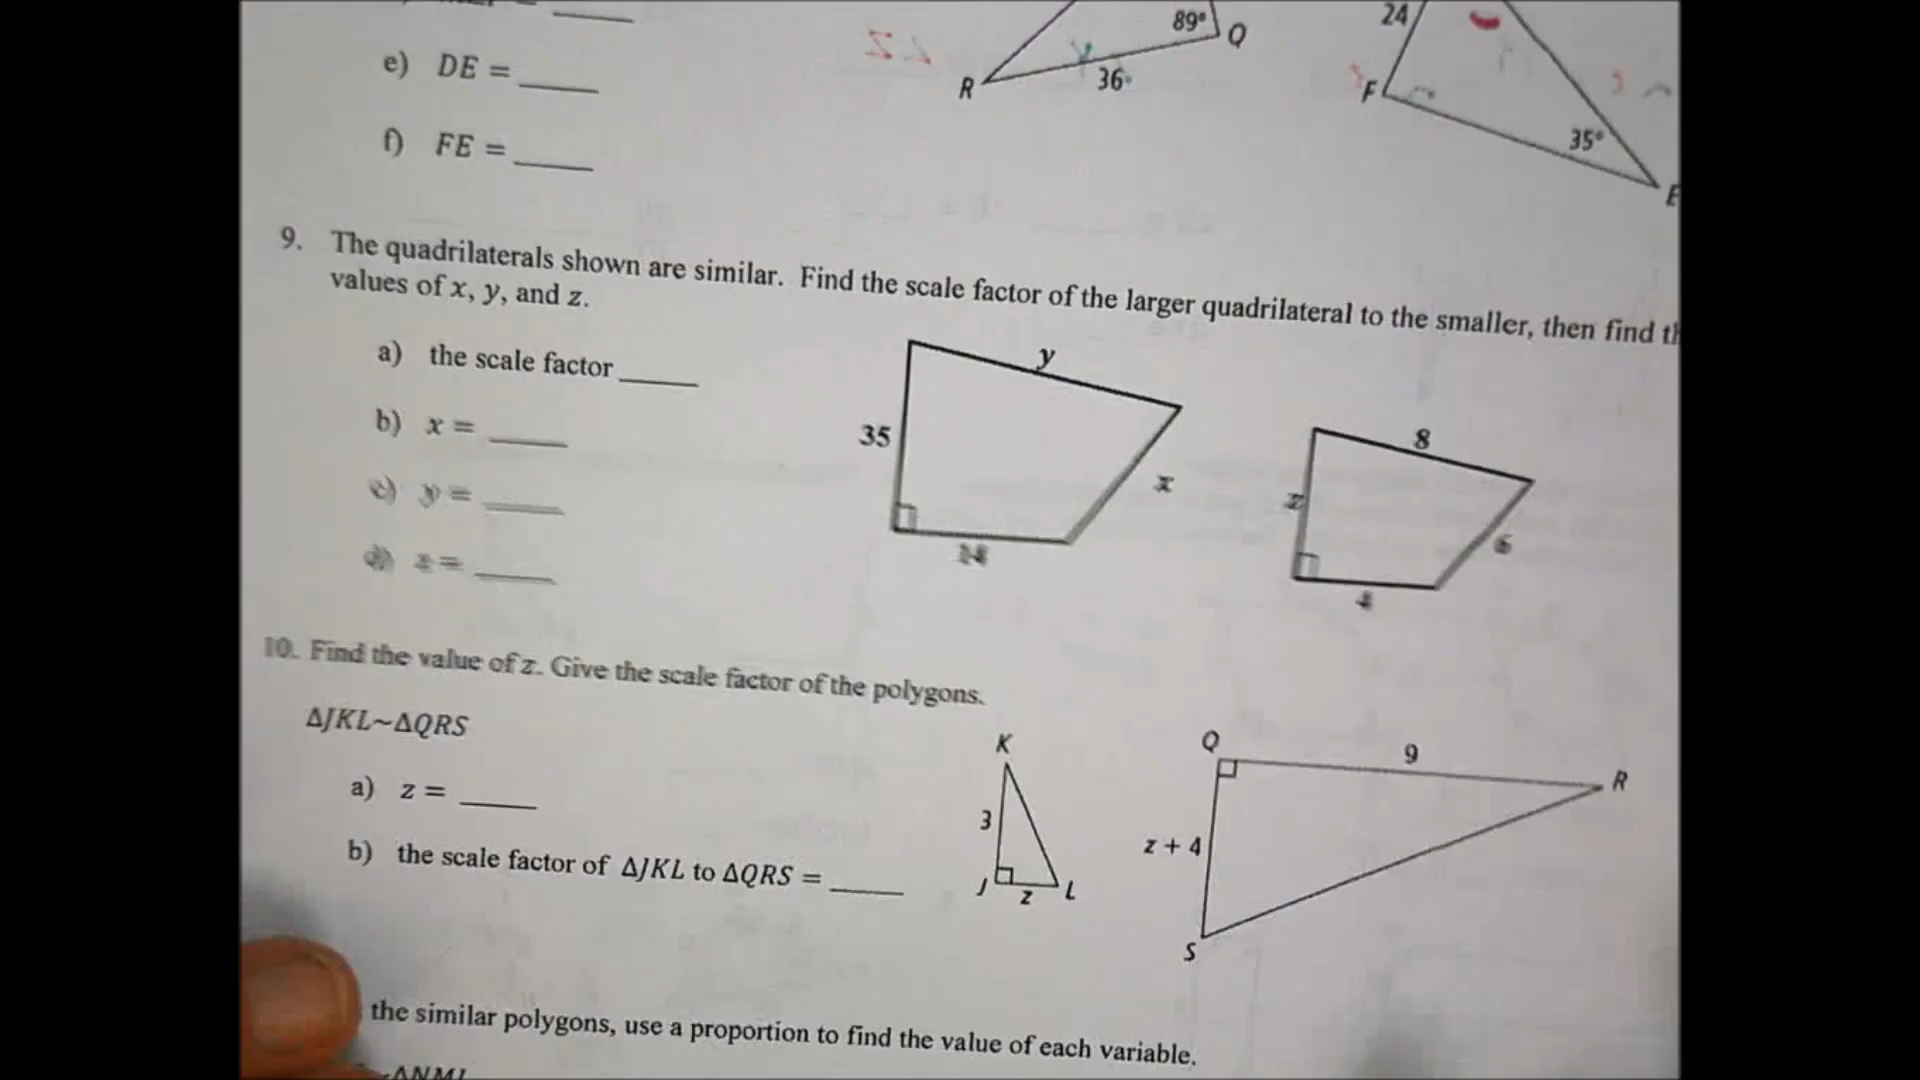 e) DE = ____
89°
Q
R
36
24
F
35°
E
f) FE = ____
9. The quadrilaterals shown are similar. Find the scale factor of the larger quadrilateral to the smaller, then find th
values of x, y, and z.
a) the scale factor ____
b) x = ____
c) y = ____
d) z = ____
y
35
x
14
8
z
6
4
10. Find the value of z. Give the scale factor of the polygons.
ΔJKL~ΔQRS
a) z = ____
b) the scale factor of ΔJKL to ΔQRS = ____
K
3
J
z
L
Q
9
R
z + 4
S
the similar polygons, use a proportion to find the value of each variable.
~ΔNML